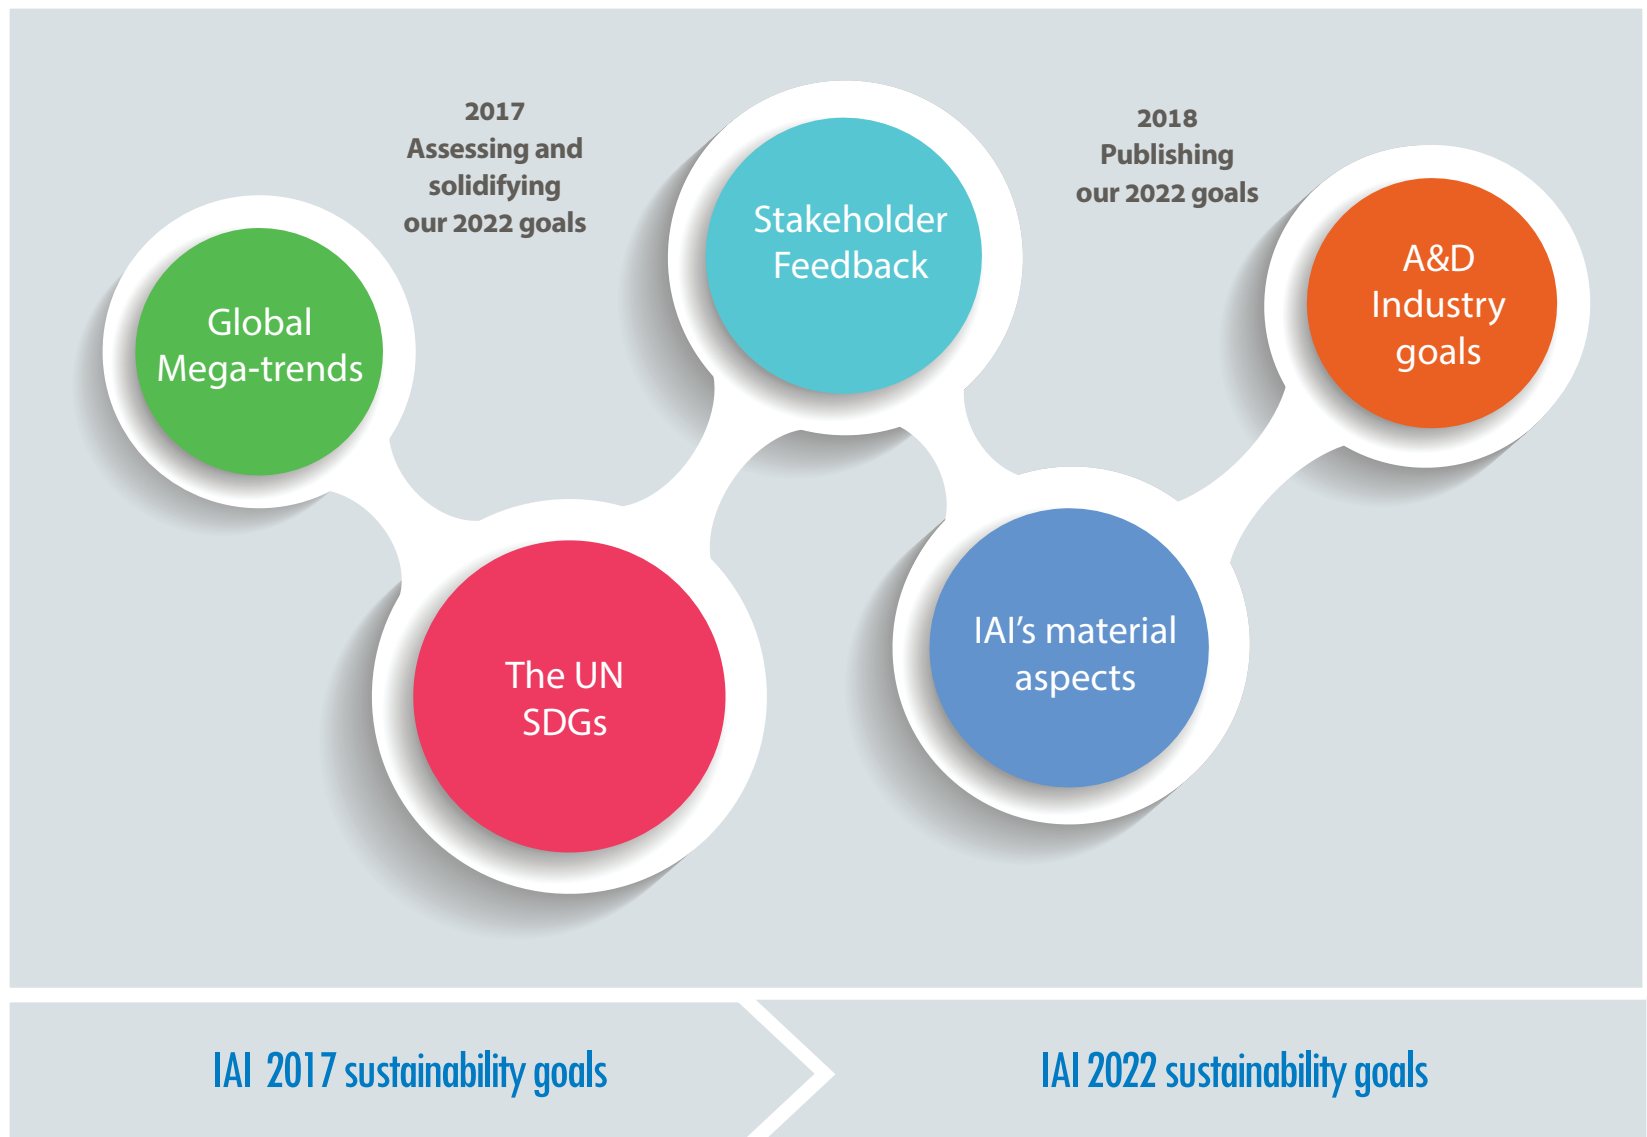 2017
Assessing and
solidifying
our 2022 goals
2018
Publishing
our 2022 goals
Global
Mega-trends
The UN
SDGs
Stakeholder
Feedback
IAI’s material
aspects
A&D
Industry
goals
IAI 2017 sustainability goals
IAI 2022 sustainability goals